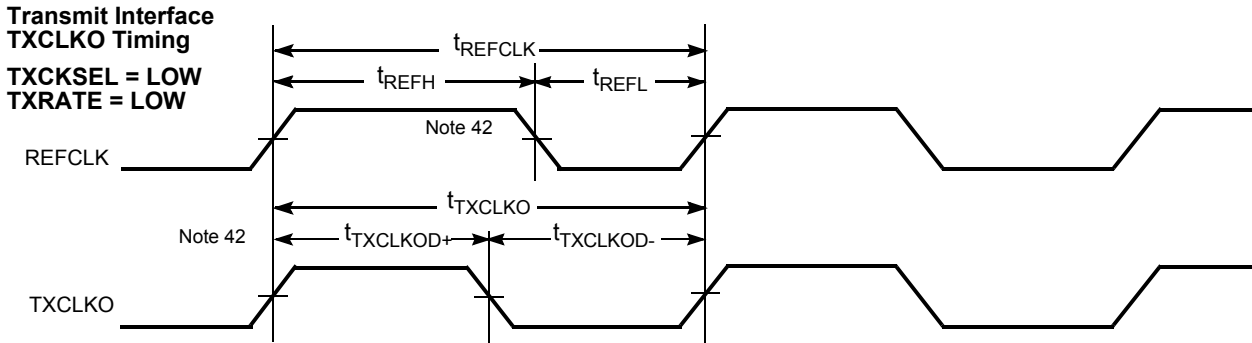 Transmit Interface
TXCLKO Timing
TXCKSEL = LOW
TXRATE = LOW
tREFCLK
tREFH
tREFL
Note 42
REFCLK
tTXCLKO
Note 42
tTXCLKOD+
tTXCLKOD-
TXCLKO